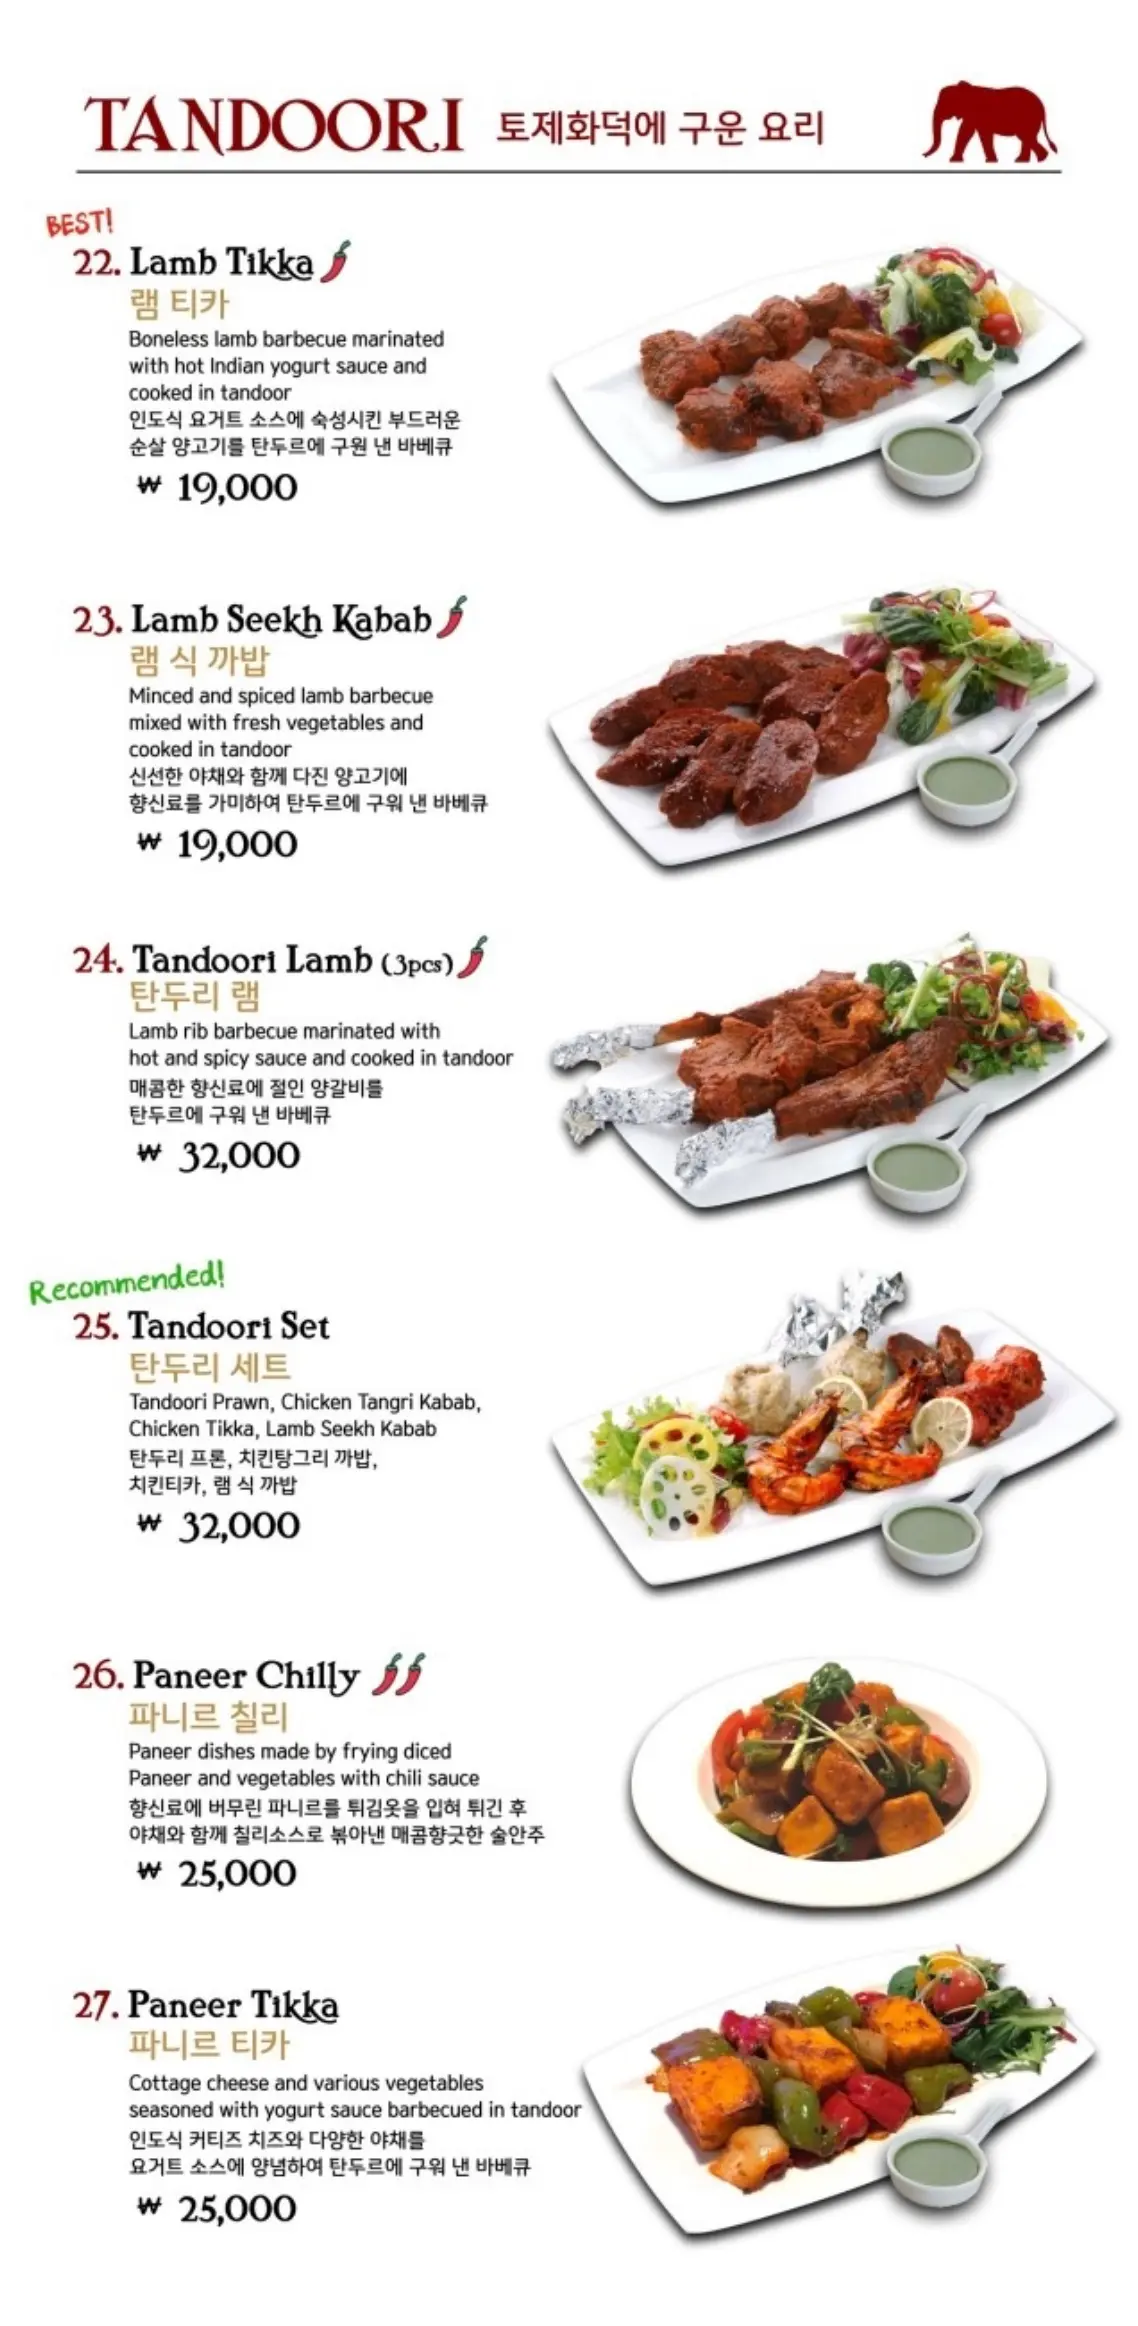 TANDOORI 토제화덕에 구운 요리
BEST!
22. Lamb Tikka
램 티카
Boneless lamb barbecue marinated
with hot Indian yogurt sauce and
cooked in tandoor
인도식 요거트 소스에 숙성시킨 부드러운
순살 양고기를 탄두르에 구원 낸 바베큐
₩ 19,000
23. Lamb Seekh Kabab
램 식 까밥
Minced and spiced lamb barbecue
mixed with fresh vegetables and
cooked in tandoor
신선한 야채와 함께 다진 양고기에
향신료를 가미하여 탄두르에 구워 낸 바베큐
₩ 19,000
24. Tandoori Lamb (3pcs)
탄두리 램
Lamb rib barbecue marinated with
hot and spicy sauce and cooked in tandoor
매콤한 향신료에 절인 양갈비를
탄두르에 구워 낸 바베큐
₩ 32,000
Recommended!
25. Tandoori Set
탄두리 세트
Tandoori Prawn, Chicken Tangri Kabab,
Chicken Tikka, Lamb Seekh Kabab
탄두리 프론, 치킨탕그리 까밥,
치킨티카, 램 식 까밥
₩ 32,000
26. Paneer Chilly
파니르 칠리
Paneer dishes made by frying diced
Paneer and vegetables with chili sauce
향신료에 버무린 파니르를 튀김옷을 입혀 튀긴 후
야채와 함께 칠리소스로 볶아낸 매콤향긋한 술안주
₩ 25,000
27. Paneer Tikka
파니르 티카
Cottage cheese and various vegetables
seasoned with yogurt sauce barbecued in tandoor
인도식 커티즈 치즈와 다양한 야채를
요거트 소스에 양념하여 탄두르에 구워 낸 바베큐
₩ 25,000